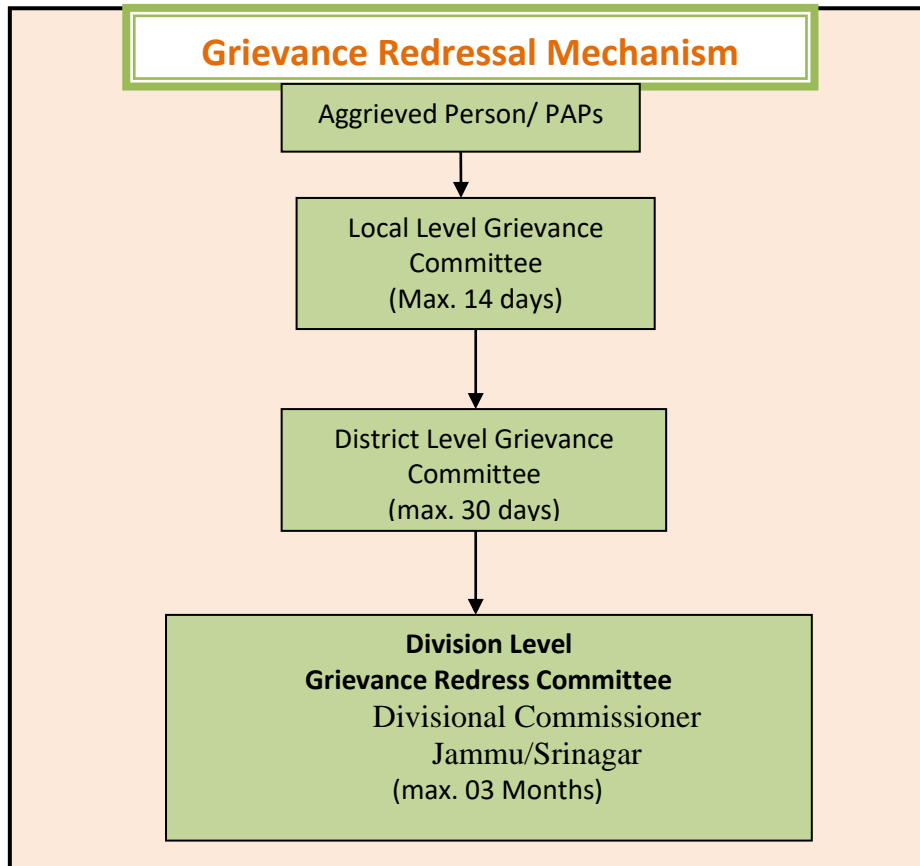 Grievance Redressal Mechanism
Aggrieved Person/ PAPs
Local Level Grievance
Committee
(Max. 14 days)
District Level Grievance
Committee
(max. 30 days)
Division Level
Grievance Redress Committee
Divisional Commissioner
Jammu/Srinagar
(max. 03 Months)